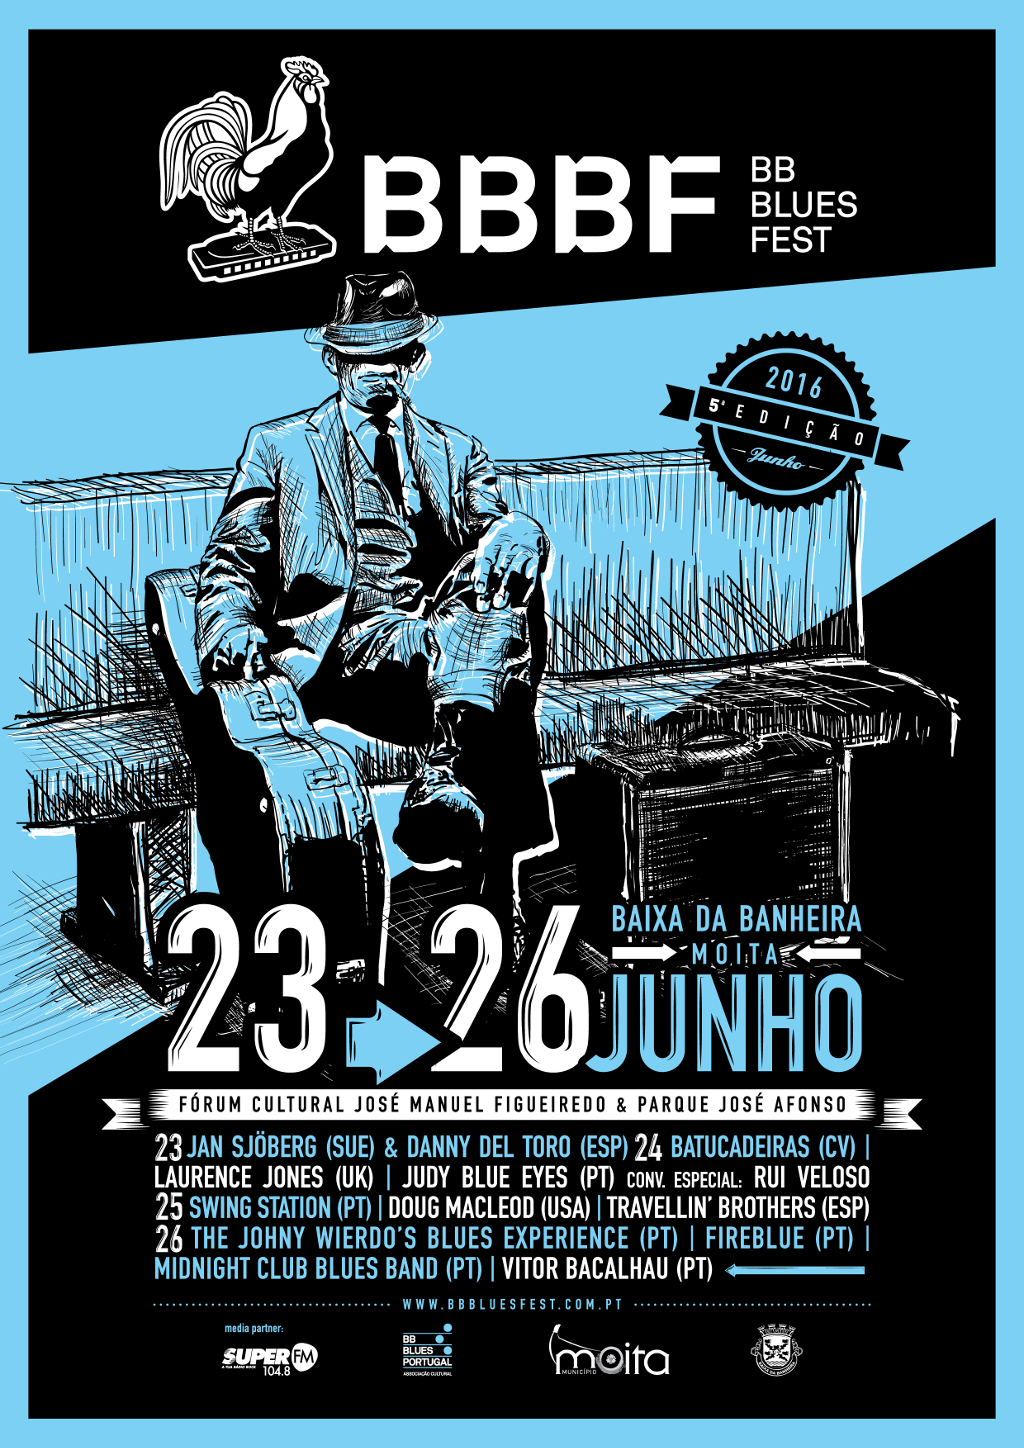 BBBF
BB
BLUES
FEST
2016
5ª EDIÇÃO
Junho
23 26
BAIXA DA BANHEIRA
MOITA
JUNHO
FÓRUM CULTURAL JOSÉ MANUEL FIGUEIREDO & PARQUE JOSÉ AFONSO
23 JAN SJÖBERG (SUE) & DANNY DEL TORO (ESP) 24 BATUCADEIRAS (CV) |
LAURENCE JONES (UK) | JUDY BLUE EYES (PT) CONV. ESPECIAL: RUI VELOSO
25 SWING STATION (PT) | DOUG MACLEOD (USA) | TRAVELLIN' BROTHERS (ESP)
26 THE JOHNY WIERDO'S BLUES EXPERIENCE (PT) | FIREBLUE (PT) |
MIDNIGHT CLUB BLUES BAND (PT) | VITOR BACALHAU (PT)
WWW.BBBLUESFEST.COM.PT
media partner:
SUPER FM
A TUA RÁDIO ROCK
104.8
BB
BLUES
PORTUGAL
ASSOCIAÇÃO CULTURAL
MUNICÍPIO
moita